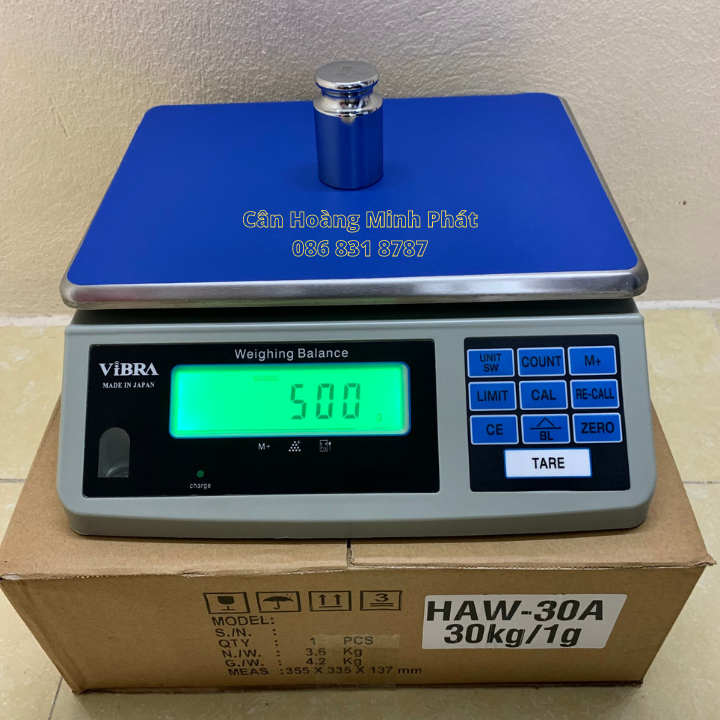 Cân Hoàng Minh Phát
086 831 8787
Weighing Balance
ViBRA
MADE IN JAPAN
500
g
M+
charge
UNIT SW
COUNT
M+
LIMIT
CAL
RE-CALL
CE
BL
ZERO
TARE
3
HAW-30A
30kg/1g
MODEL:
S./N. :
QTY : 1 PCS
N./W. : 3.6 Kg
G./W. : 4.2 Kg
MEAS :355 X 335 X 137 mm